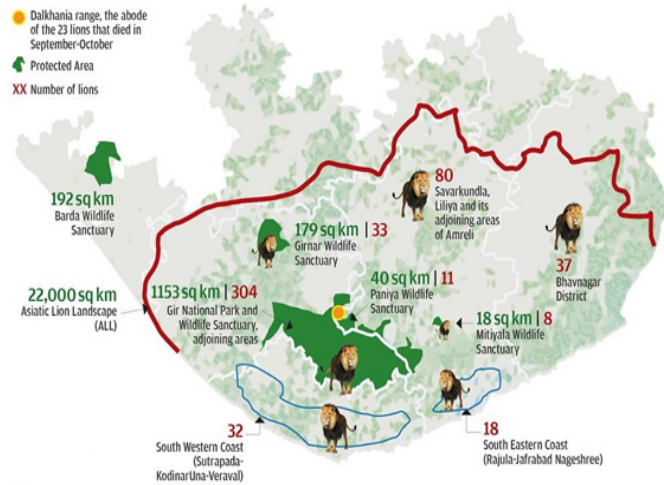 Dalkhania range, the abode
of the 23 lions that died in
September-October
Protected Area
XX Number of lions
192 sq km
Barda Wildlife
Sanctuary
179 sq km | 33
Girnar Wildlife
Sanctuary
80
Savarkundla,
Liliya and its
adjoining areas
of Amreli
37
Bhavnagar
District
22,000 sq km
Asiatic Lion Landscape
(ALL)
1153 sq km | 304
Gir National Park and
Wildlife Sanctuary,
adjoining areas
40 sq km | 11
Paniya Wildlife
Sanctuary
18 sq km | 8
Mitiyala Wildlife
Sanctuary
32
South Western Coast
(Sutrapada-
KodinarUna-Veraval)
18
South Eastern Coast
(Rajula-Jafrabad Nageshree)